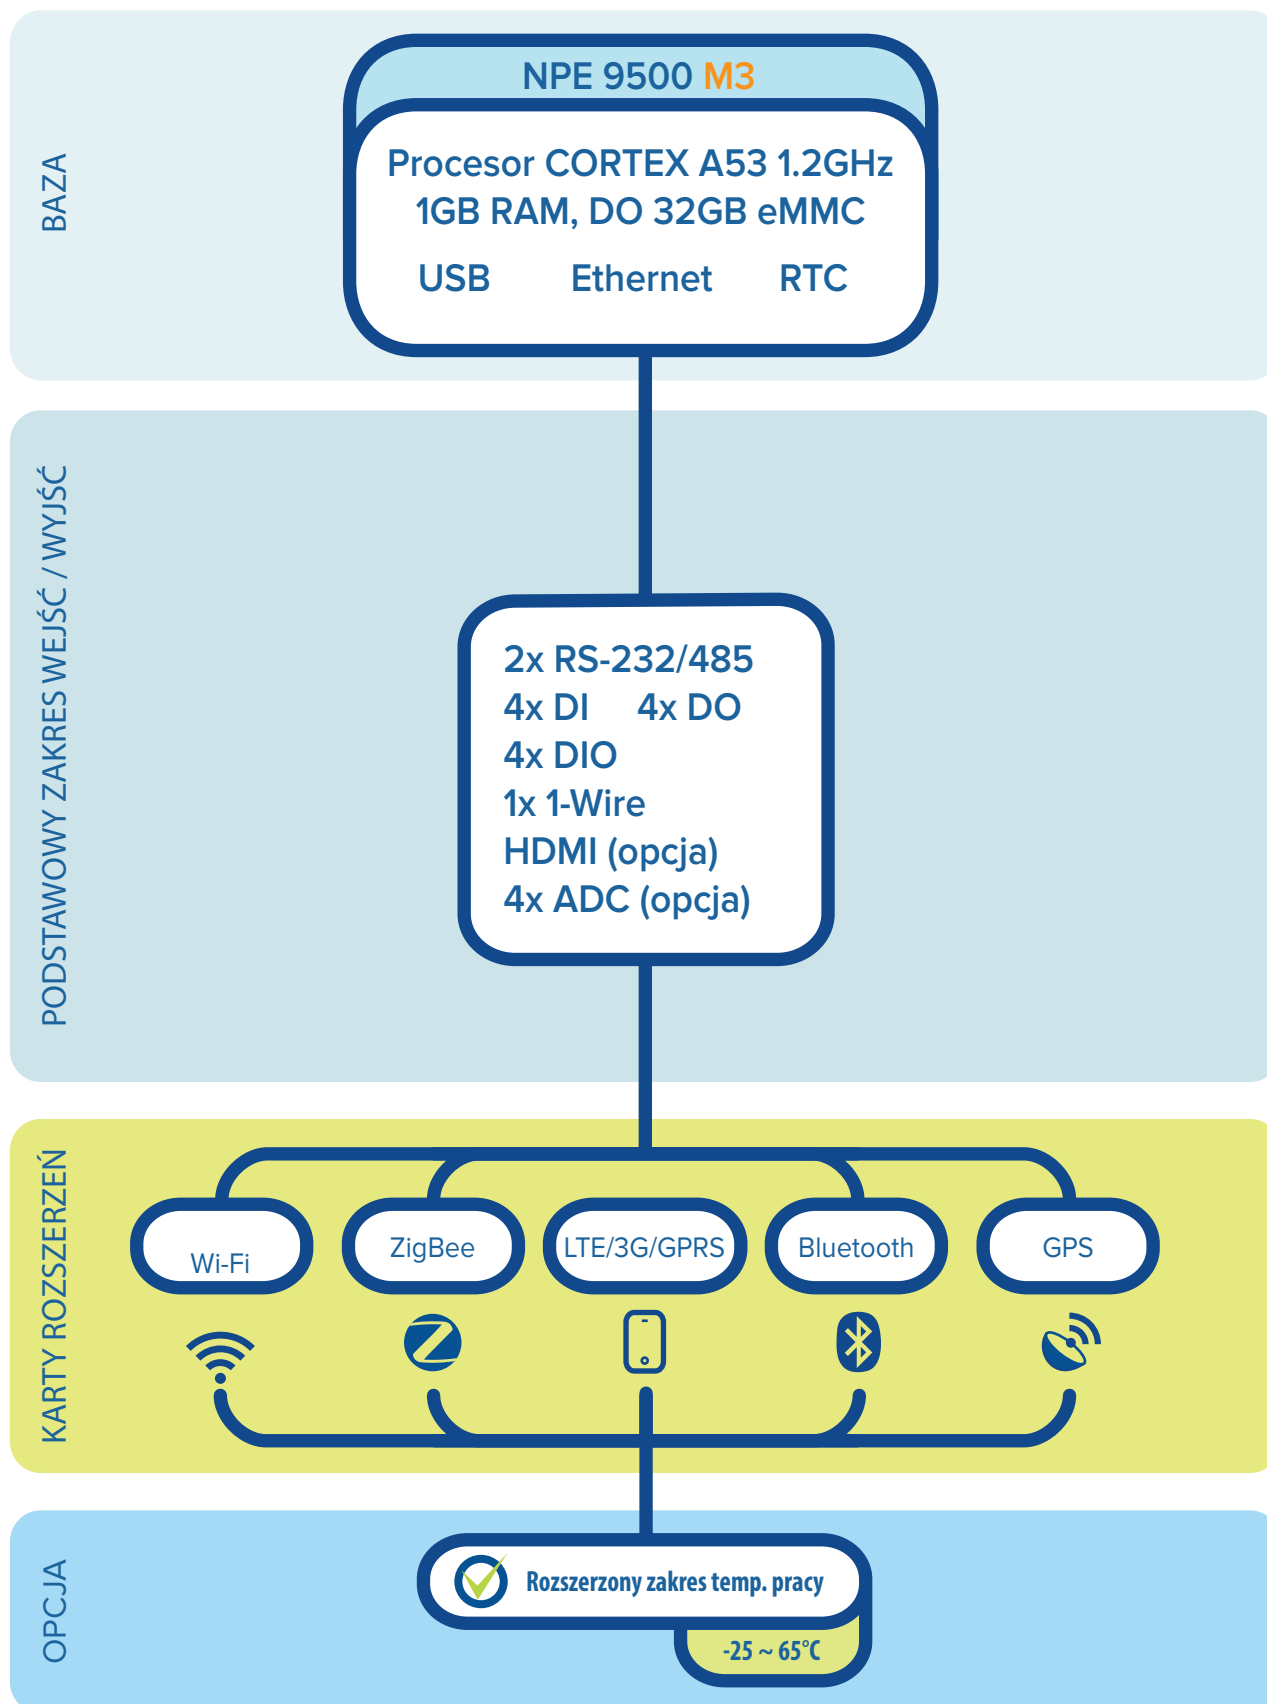 BAZA
NPE 9500 M3
Procesor CORTEX A53 1.2GHz
1GB RAM, DO 32GB eMMC
USB Ethernet RTC
PODSTAWOWY ZAKRES WEJŚĆ / WYJŚĆ
2x RS-232/485
4x DI 4x DO
4x DIO
1x 1-Wire
HDMI (opcja)
4x ADC (opcja)
KARTY ROZSZERZEŃ
Wi-Fi
ZigBee
LTE/3G/GPRS
Bluetooth
GPS
OPCJA
Rozszerzony zakres temp. pracy
-25 ~ 65°C